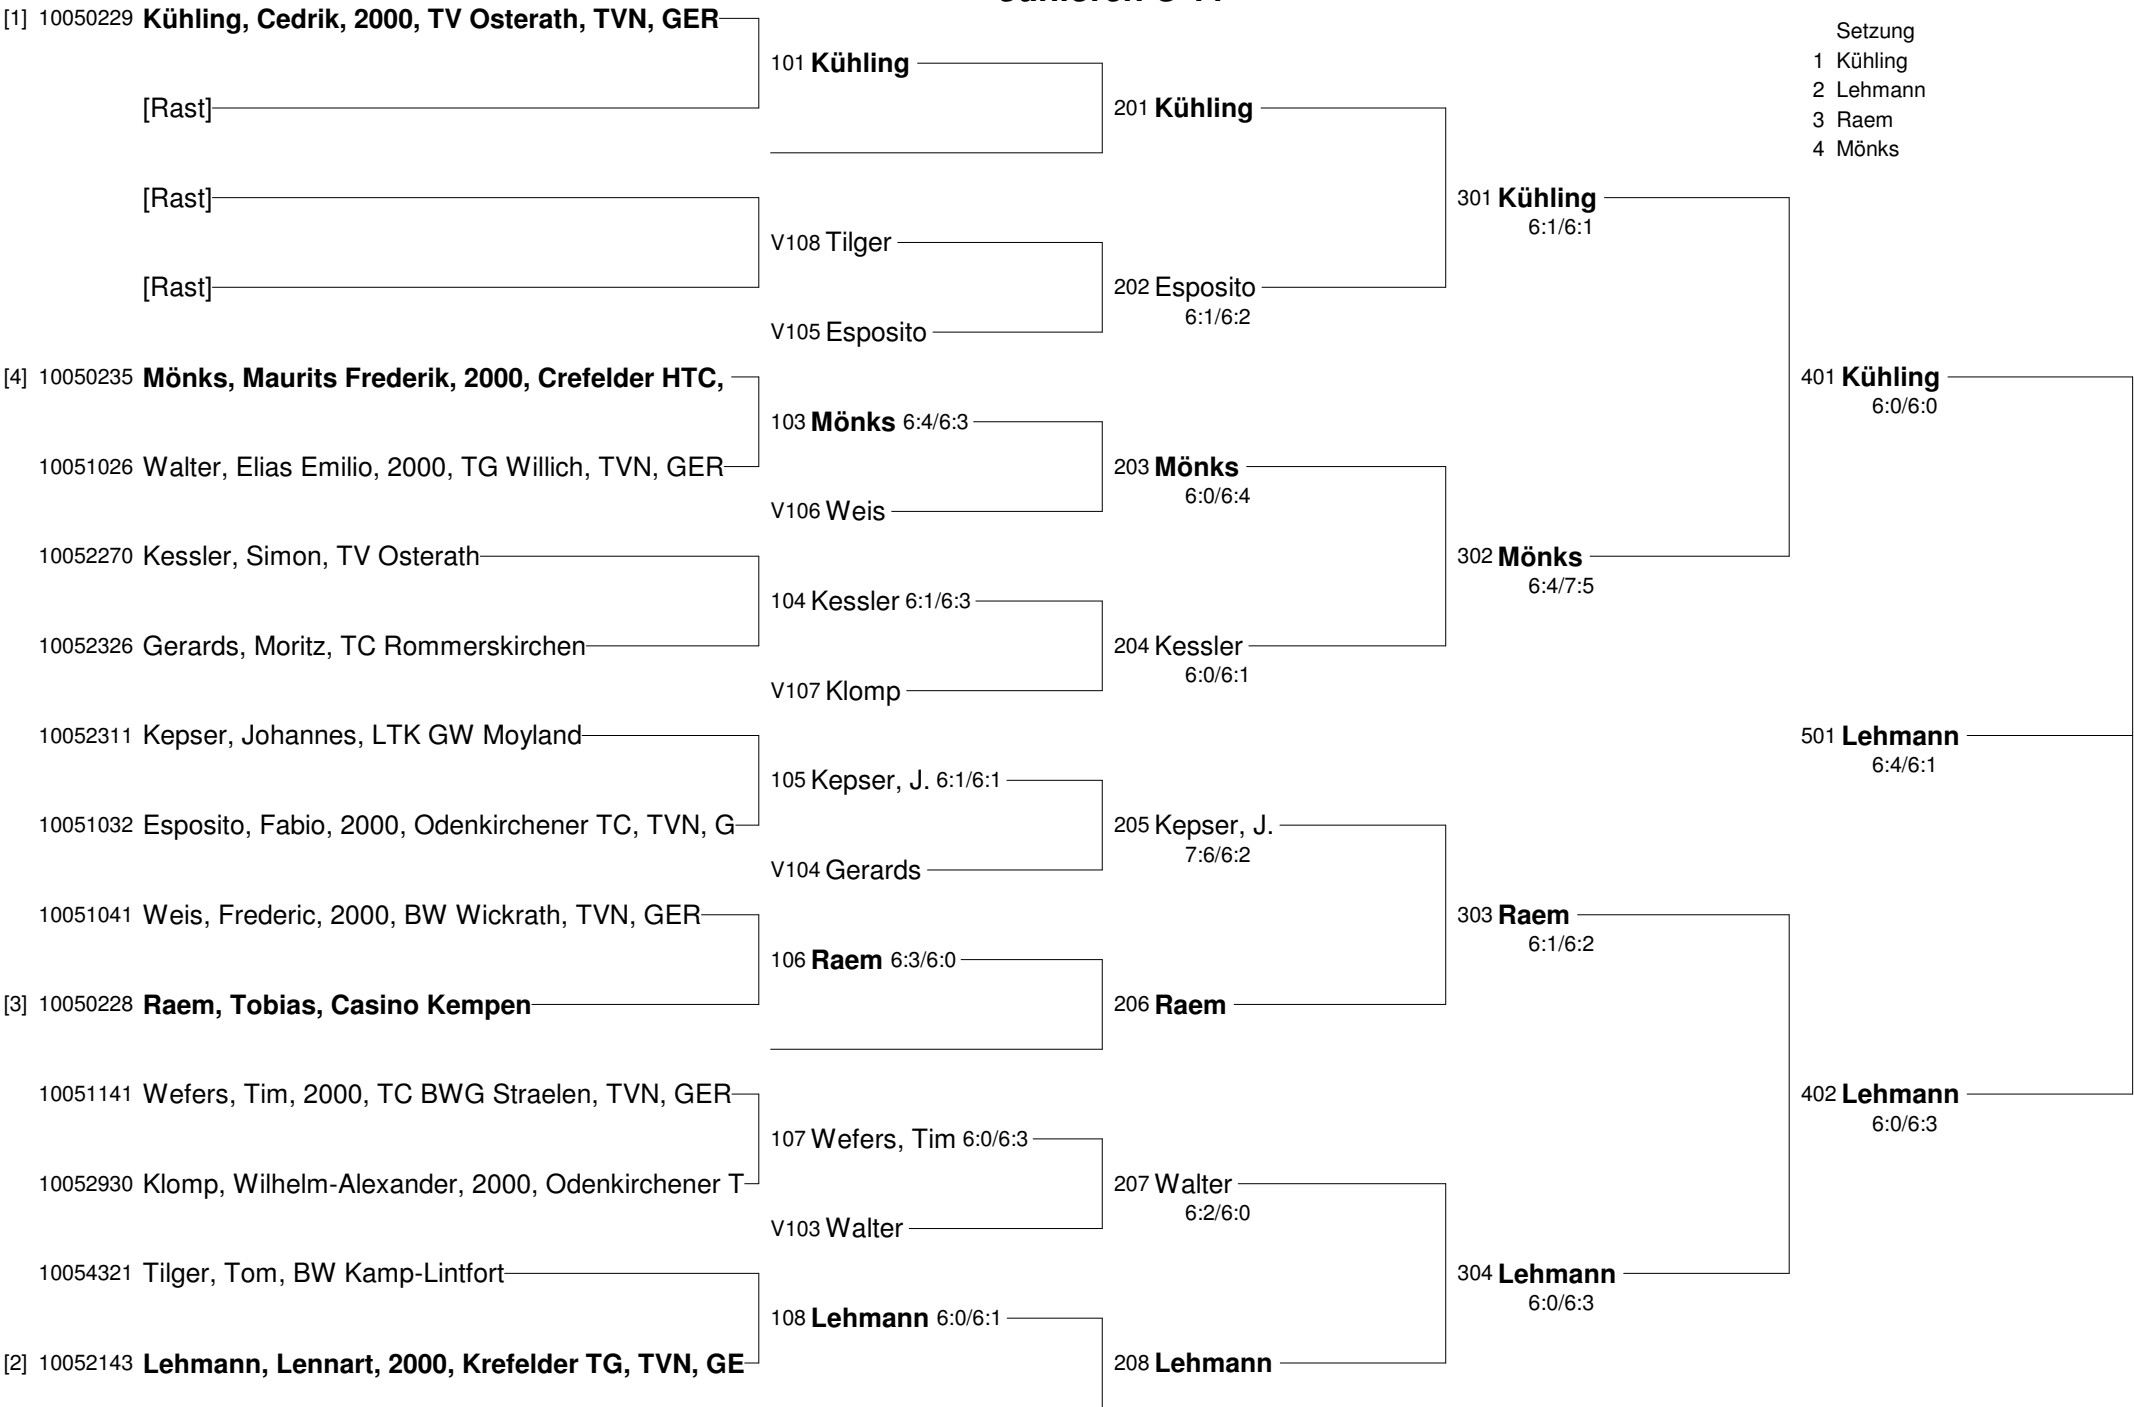 [1] 10050229 Kühling, Cedrik, 2000, TV Osterath, TVN, GER
[Rast]
[Rast]
[Rast]
[4] 10050235 Mönks, Maurits Frederik, 2000, Crefelder HTC,
10051026 Walter, Elias Emilio, 2000, TG Willich, TVN, GER
10052270 Kessler, Simon, TV Osterath
10052326 Gerards, Moritz, TC Rommerskirchen
10052311 Kepser, Johannes, LTK GW Moyland
10051032 Esposito, Fabio, 2000, Odenkirchener TC, TVN, G
10051041 Weis, Frederic, 2000, BW Wickrath, TVN, GER
[3] 10050228 Raem, Tobias, Casino Kempen
10051141 Wefers, Tim, 2000, TC BWG Straelen, TVN, GER
10052930 Klomp, Wilhelm-Alexander, 2000, Odenkirchener T
10054321 Tilger, Tom, BW Kamp-Lintfort
[2] 10052143 Lehmann, Lennart, 2000, Krefelder TG, TVN, GE
101 Kühling
V108 Tilger
V105 Esposito
103 Mönks 6:4/6:3
V106 Weis
104 Kessler 6:1/6:3
V107 Klomp
105 Kepser, J. 6:1/6:1
V104 Gerards
106 Raem 6:3/6:0
107 Wefers, Tim 6:0/6:3
V103 Walter
108 Lehmann 6:0/6:1
201 Kühling
202 Esposito
6:1/6:2
203 Mönks
6:0/6:4
204 Kessler
6:0/6:1
205 Kepser, J.
7:6/6:2
206 Raem
207 Walter
6:2/6:0
208 Lehmann
301 Kühling
6:1/6:1
302 Mönks
6:4/7:5
303 Raem
6:1/6:2
304 Lehmann
6:0/6:3
Setzung
1 Kühling
2 Lehmann
3 Raem
4 Mönks
401 Kühling
6:0/6:0
501 Lehmann
6:4/6:1
402 Lehmann
6:0/6:3